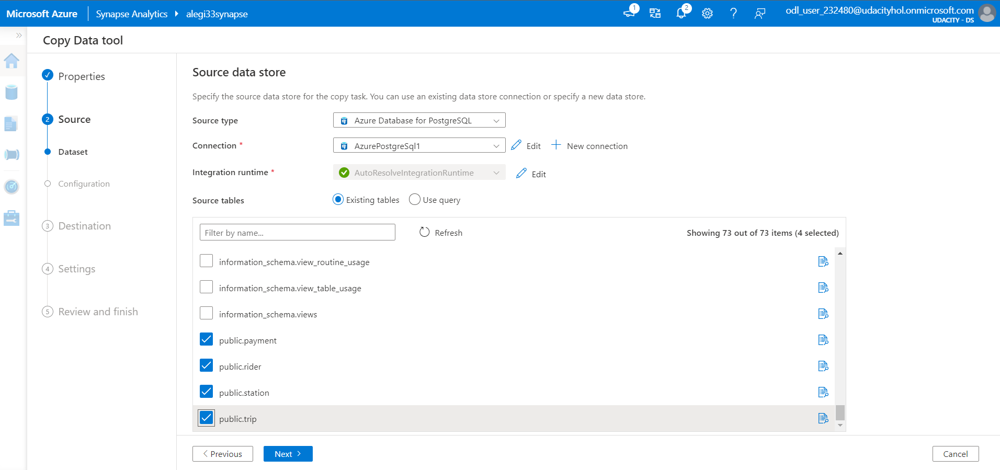 Microsoft Azure
Synapse Analytics
alegi33synapse
1
2
odl_user_232480@udacityhol.onmicrosoft.com
UDACITY - DS
Copy Data tool
Properties
2 Source
Dataset
Configuration
3 Destination
4 Settings
5 Review and finish
Source data store
Specify the source data store for the copy task. You can use an existing data store connection or specify a new data store.
Source type
Azure Database for PostgreSQL
Connection *
AzurePostgreSql1
Edit
New connection
Integration runtime *
AutoResolveIntegrationRuntime
Edit
Source tables
Existing tables
Use query
Filter by name...
Refresh
Showing 73 out of 73 items (4 selected)
information_schema.view_routine_usage
information_schema.view_table_usage
information_schema.views
public.payment
public.rider
public.station
public.trip
Previous
Next
Cancel